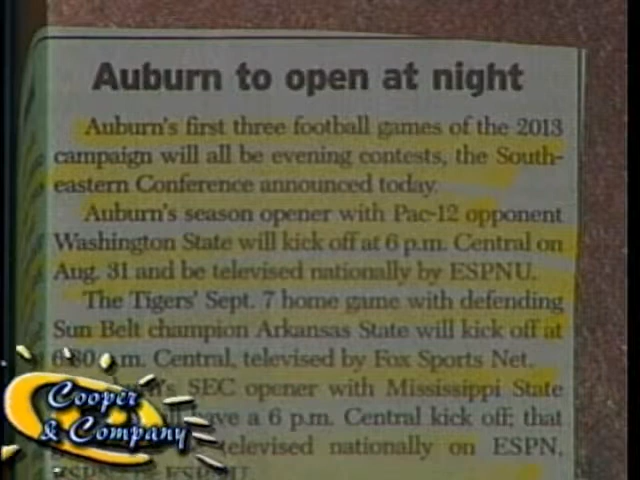 Auburn to open at night
Auburn's first three football games of the 2013
campaign will all be evening contests, the South-
eastern Conference announced today.
Auburn's season opener with Pac-12 opponent
Washington State will kick off at 6 p.m. Central on
Aug. 31 and be televised nationally by ESPNU.
The Tigers' Sept. 7 home game with defending
Sun Belt champion Arkansas State will kick off at
m. Central, televised by Fox Sports Net.
SEC opener with Mississippi State
have a 6 p.m. Central kick off; that
televised nationally on ESPN,
Cooper
& Company